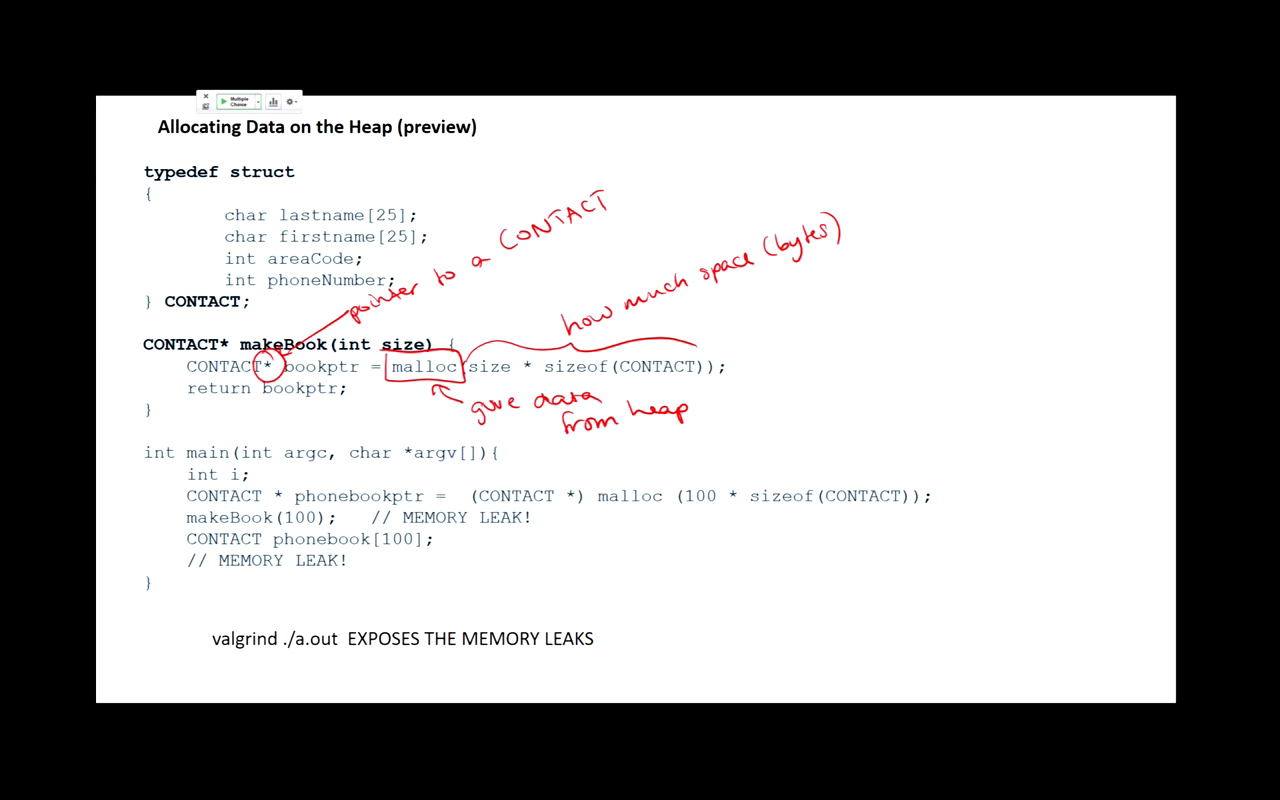 Multiple
Choice
Allocating Data on the Heap (preview)
typedef struct
{
char lastname[25];
char firstname[25];
int areaCode;
int phoneNumber;
} CONTACT;
pointer to a CONTACT
how much space (bytes)
CONTACT* makeBook(int size) {
CONTACT* bookptr = malloc(size * sizeof(CONTACT));
return bookptr;
}
give data
from heap
int main(int argc, char *argv[]){
int i;
CONTACT * phonebookptr = (CONTACT *) malloc (100 * sizeof(CONTACT));
makeBook(100); // MEMORY LEAK!
CONTACT phonebook[100];
// MEMORY LEAK!
}
valgrind ./a.out EXPOSES THE MEMORY LEAKS